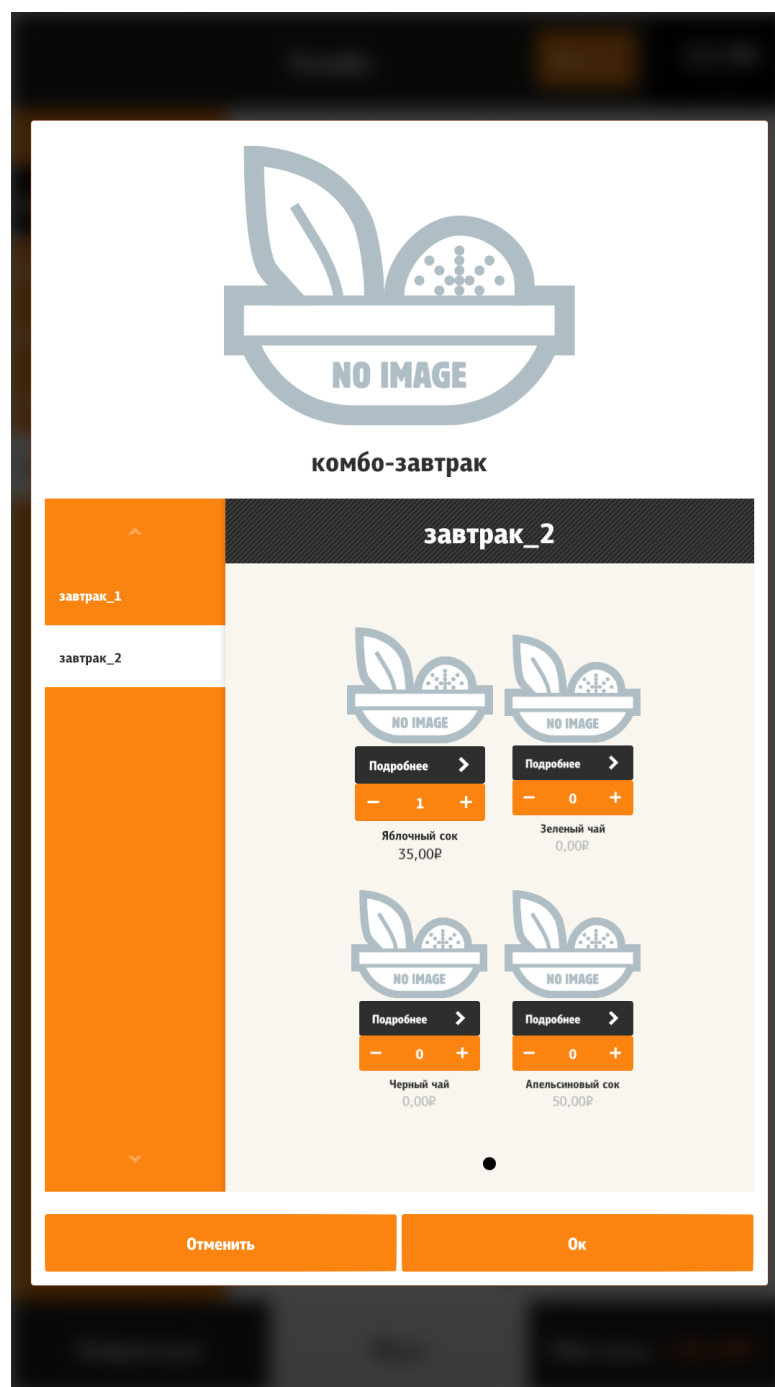 NO IMAGE
комбо-завтрак
завтрак_1
завтрак_2
завтрак_2
NO IMAGE
Подробнее
− 1 +
Яблочный сок
35,00₽
NO IMAGE
Подробнее
− 0 +
Зеленый чай
0,00₽
NO IMAGE
Подробнее
− 0 +
Черный чай
0,00₽
NO IMAGE
Подробнее
− 0 +
Апельсиновый сок
50,00₽
Отменить
Ок